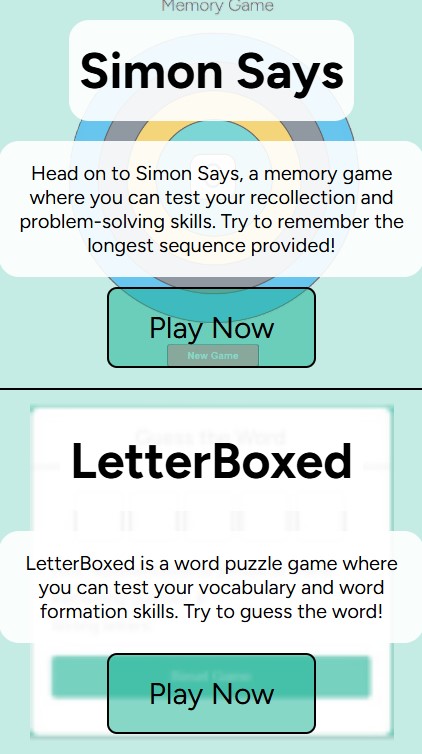 Memory Game
Simon Says
Head on to Simon Says, a memory game
where you can test your recollection and
problem-solving skills. Try to remember the
longest sequence provided!
Play Now
New Game
LetterBoxed
Guess the Word
LetterBoxed is a word puzzle game where
you can test your vocabulary and word
formation skills. Try to guess the word!
Play Now